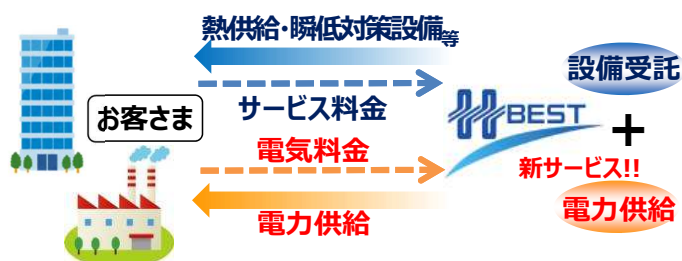 熱供給・瞬低対策設備等
設備受託
お客さま
サービス料金
BEST
+
電気料金
新サービス!!
電力供給
電力供給